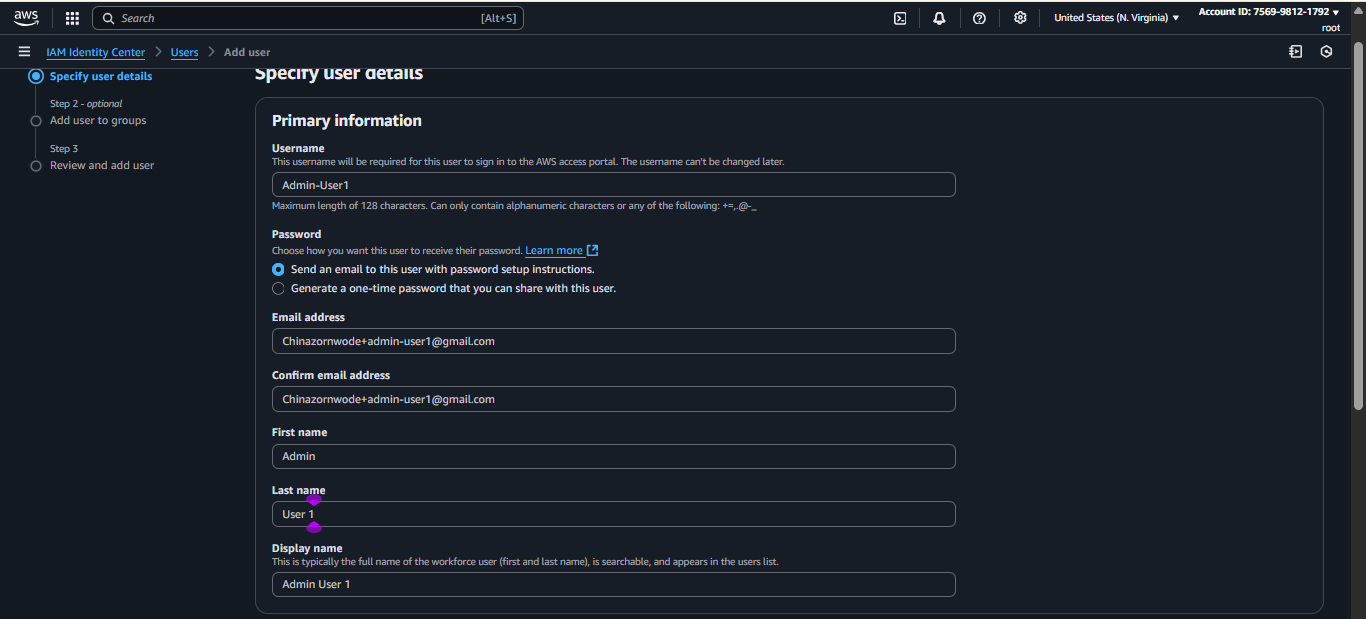 aws
Search [Alt+S]
United States (N. Virginia)
Account ID: 7569-9812-1792
root
IAM Identity Center > Users > Add user
Specify user details
Step 2 - optional
Add user to groups
Step 3
Review and add user
Specify user details
Primary information
Username
This username will be required for this user to sign in to the AWS access portal. The username can't be changed later.
Admin-User1
Maximum length of 128 characters. Can only contain alphanumeric characters or any of the following: +=,.@-_
Password
Choose how you want this user to receive their password. Learn more
Send an email to this user with password setup instructions.
Generate a one-time password that you can share with this user.
Email address
Chinazornwode+admin-user1@gmail.com
Confirm email address
Chinazornwode+admin-user1@gmail.com
First name
Admin
Last name
User 1
Display name
This is typically the full name of the workforce user (first and last name), is searchable, and appears in the users list.
Admin User 1